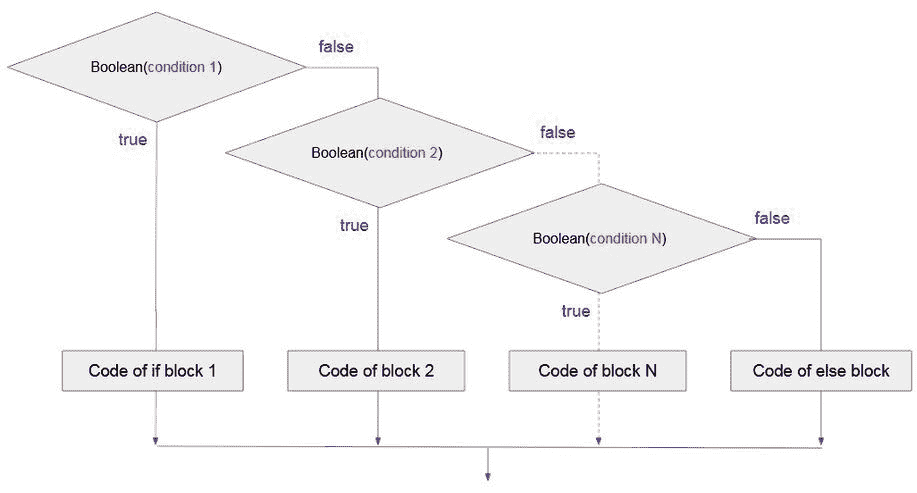 Boolean(condition 1)
false
true
Boolean(condition 2)
false
true
Boolean(condition N)
false
true
Code of if block 1
Code of block 2
Code of block N
Code of else block